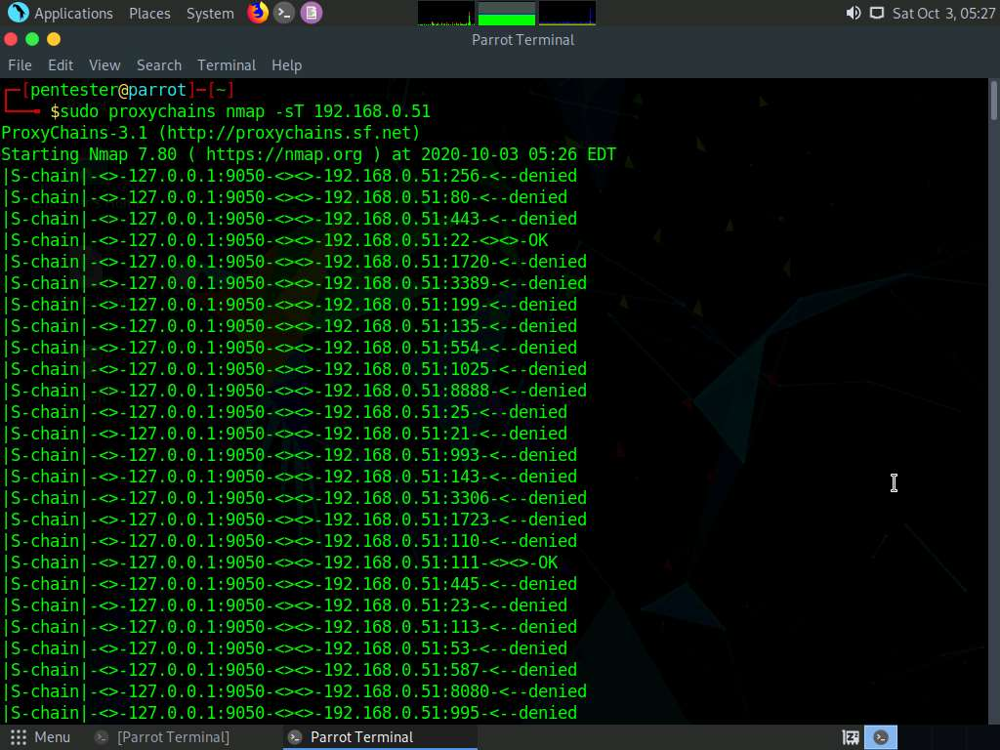 Applications Places System Sat Oct 3, 05:27
Parrot Terminal
File Edit View Search Terminal Help
┌─[pentester@parrot]─[~]
└──╼ $sudo proxychains nmap -sT 192.168.0.51
ProxyChains-3.1 (http://proxychains.sf.net)
Starting Nmap 7.80 ( https://nmap.org ) at 2020-10-03 05:26 EDT
|S-chain|-<>-127.0.0.1:9050-<><>-192.168.0.51:256-<--denied
|S-chain|-<>-127.0.0.1:9050-<><>-192.168.0.51:80-<--denied
|S-chain|-<>-127.0.0.1:9050-<><>-192.168.0.51:443-<--denied
|S-chain|-<>-127.0.0.1:9050-<><>-192.168.0.51:22-<><>-OK
|S-chain|-<>-127.0.0.1:9050-<><>-192.168.0.51:1720-<--denied
|S-chain|-<>-127.0.0.1:9050-<><>-192.168.0.51:3389-<--denied
|S-chain|-<>-127.0.0.1:9050-<><>-192.168.0.51:199-<--denied
|S-chain|-<>-127.0.0.1:9050-<><>-192.168.0.51:135-<--denied
|S-chain|-<>-127.0.0.1:9050-<><>-192.168.0.51:554-<--denied
|S-chain|-<>-127.0.0.1:9050-<><>-192.168.0.51:1025-<--denied
|S-chain|-<>-127.0.0.1:9050-<><>-192.168.0.51:8888-<--denied
|S-chain|-<>-127.0.0.1:9050-<><>-192.168.0.51:25-<--denied
|S-chain|-<>-127.0.0.1:9050-<><>-192.168.0.51:21-<--denied
|S-chain|-<>-127.0.0.1:9050-<><>-192.168.0.51:993-<--denied
|S-chain|-<>-127.0.0.1:9050-<><>-192.168.0.51:143-<--denied
|S-chain|-<>-127.0.0.1:9050-<><>-192.168.0.51:3306-<--denied
|S-chain|-<>-127.0.0.1:9050-<><>-192.168.0.51:1723-<--denied
|S-chain|-<>-127.0.0.1:9050-<><>-192.168.0.51:110-<--denied
|S-chain|-<>-127.0.0.1:9050-<><>-192.168.0.51:111-<><>-OK
|S-chain|-<>-127.0.0.1:9050-<><>-192.168.0.51:445-<--denied
|S-chain|-<>-127.0.0.1:9050-<><>-192.168.0.51:23-<--denied
|S-chain|-<>-127.0.0.1:9050-<><>-192.168.0.51:113-<--denied
|S-chain|-<>-127.0.0.1:9050-<><>-192.168.0.51:53-<--denied
|S-chain|-<>-127.0.0.1:9050-<><>-192.168.0.51:587-<--denied
|S-chain|-<>-127.0.0.1:9050-<><>-192.168.0.51:8080-<--denied
|S-chain|-<>-127.0.0.1:9050-<><>-192.168.0.51:995-<--denied
Menu [Parrot Terminal] Parrot Terminal